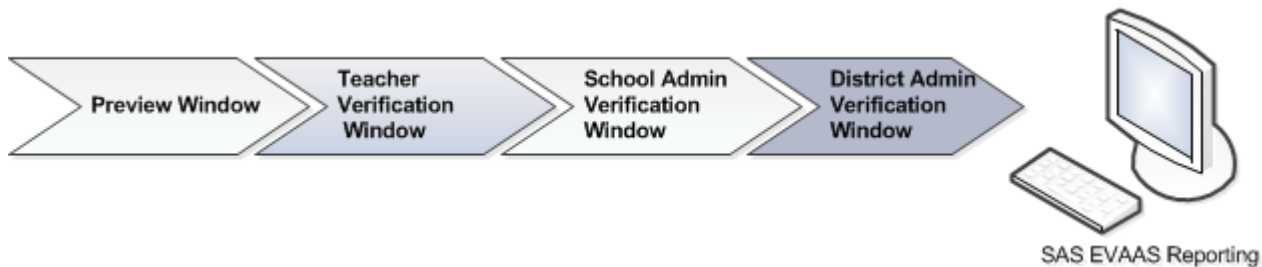 Preview Window
Teacher
Verification
Window
School Admin
Verification
Window
District Admin
Verification
Window
SAS EVAAS Reporting